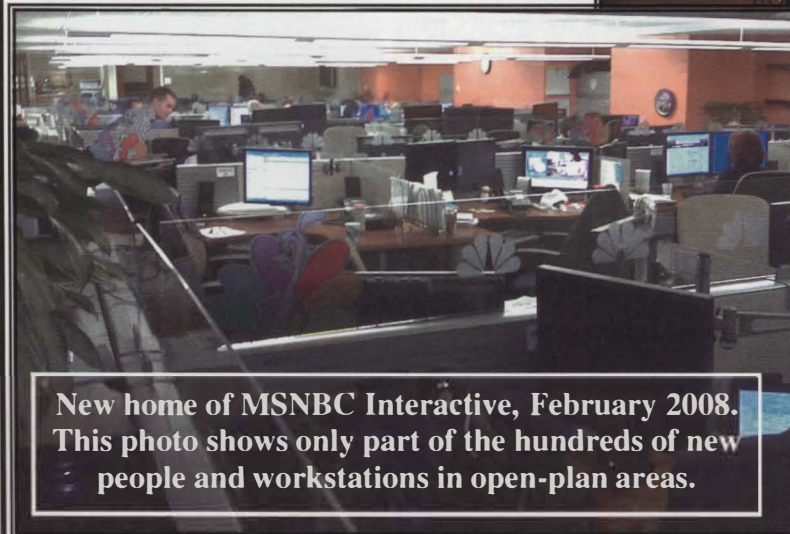 New home of MSNBC Interactive, February 2008.
This photo shows only part of the hundreds of new
people and workstations in open-plan areas.